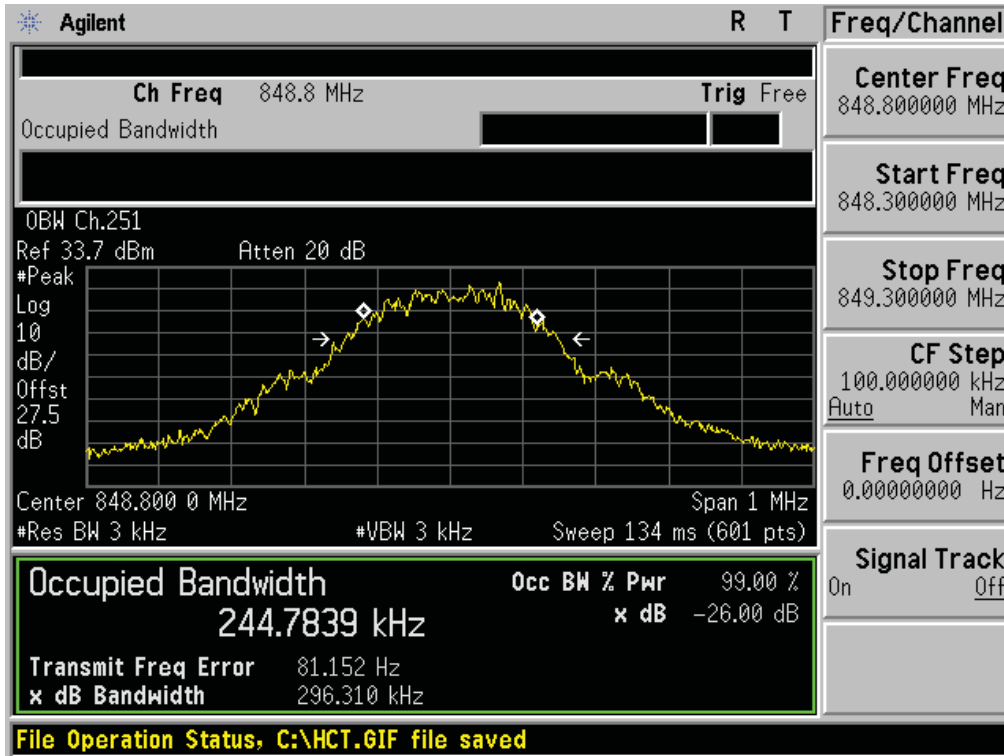 Agilent R T
Ch Freq 848.8 MHz Trig Free
Occupied Bandwidth
OBW Ch.251
Ref 33.7 dBm Atten 20 dB
#Peak
Log
10
dB/
Offst
27.5
dB
Center 848.800 0 MHz Span 1 MHz
#Res BW 3 kHz #VBW 3 kHz Sweep 134 ms (601 pts)
Occupied Bandwidth Occ BW % Pwr 99.00 %
244.7839 kHz x dB -26.00 dB
Transmit Freq Error 81.152 Hz
x dB Bandwidth 296.310 kHz
File Operation Status, C:\HCT.GIF file saved
Freq/Channel
Center Freq
848.800000 MHz
Start Freq
848.300000 MHz
Stop Freq
849.300000 MHz
CF Step
100.000000 kHz
Auto Man
Freq Offset
0.00000000 Hz
Signal Track
On Off